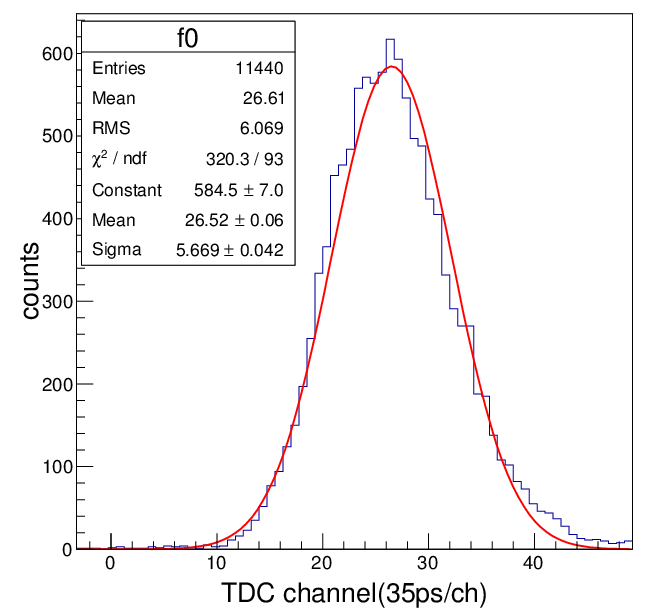 f0
Entries 11440
Mean 26.61
RMS 6.069
χ² / ndf 320.3 / 93
Constant 584.5 ± 7.0
Mean 26.52 ± 0.06
Sigma 5.669 ± 0.042
600
500
400
300
200
100
0
counts
0 10 20 30 40
TDC channel(35ps/ch)